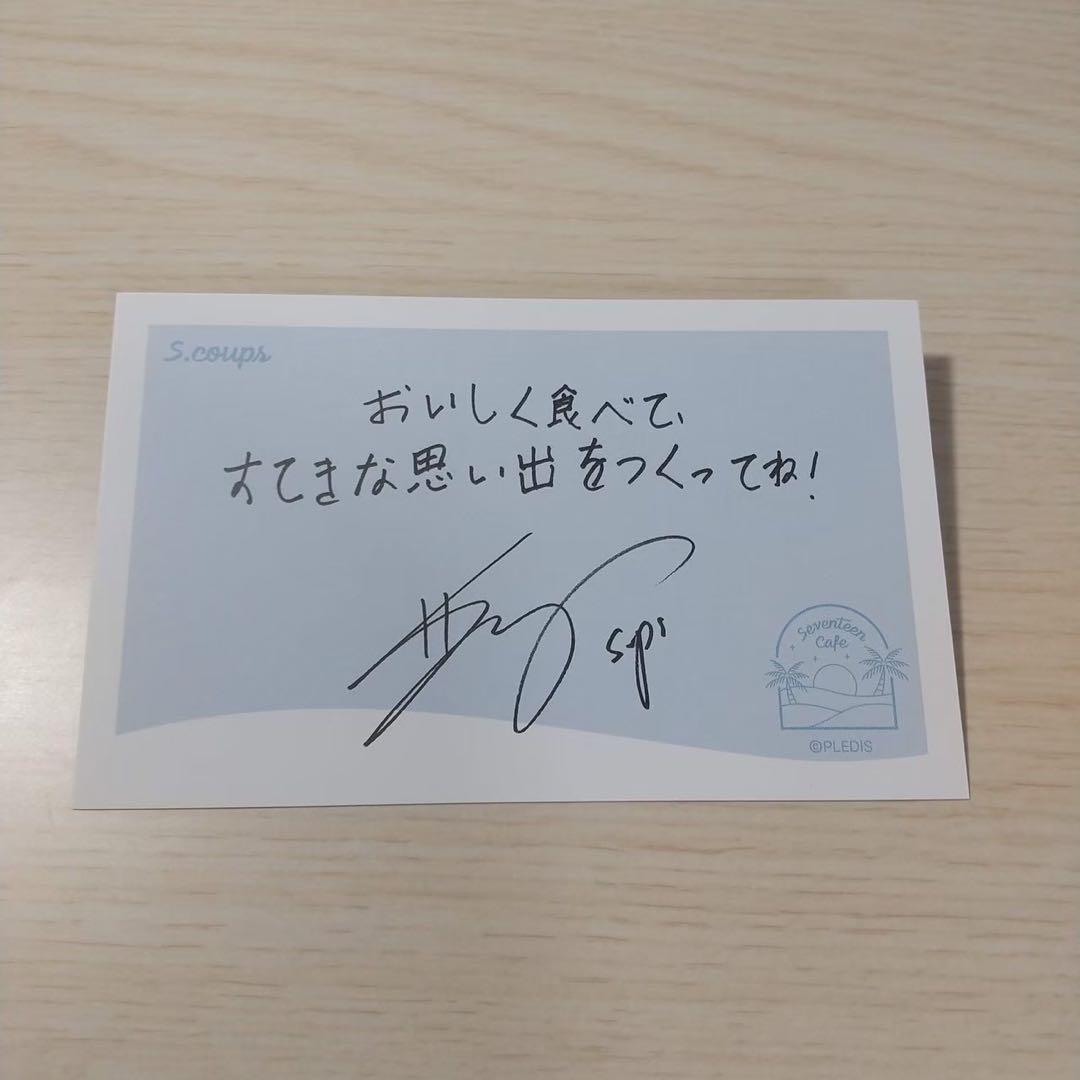 S.coups
おいしく食べて、
すてきな思い出をつくってね!
Seventeen
Cafe
©PLEDIS